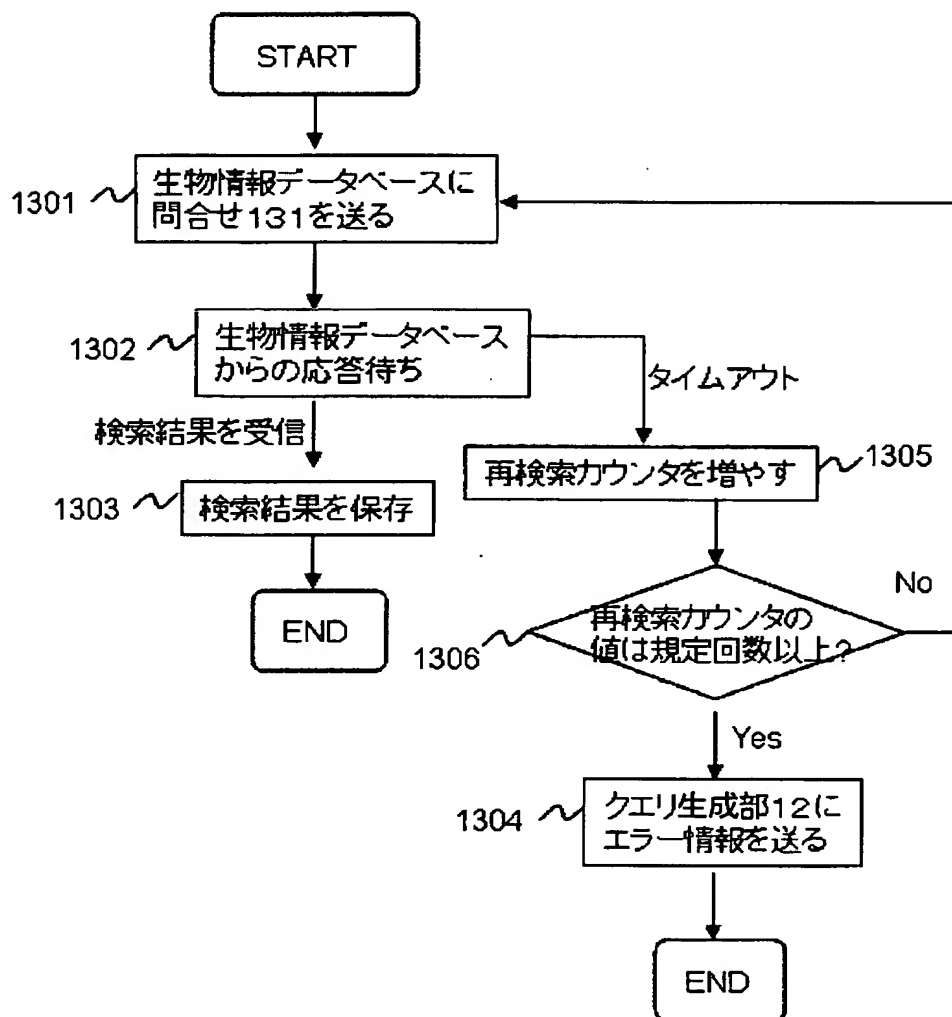 START
1301
生物情報データベースに
問合せ131を送る
1302
生物情報データベース
からの応答待ち
タイムアウト
検索結果を受信
1303
検索結果を保存
END
再検索カウンタを増やす
1305
再検索カウンタの
値は規定回数以上?
1306
No
Yes
1304
クエリ生成部12に
エラー情報を送る
END